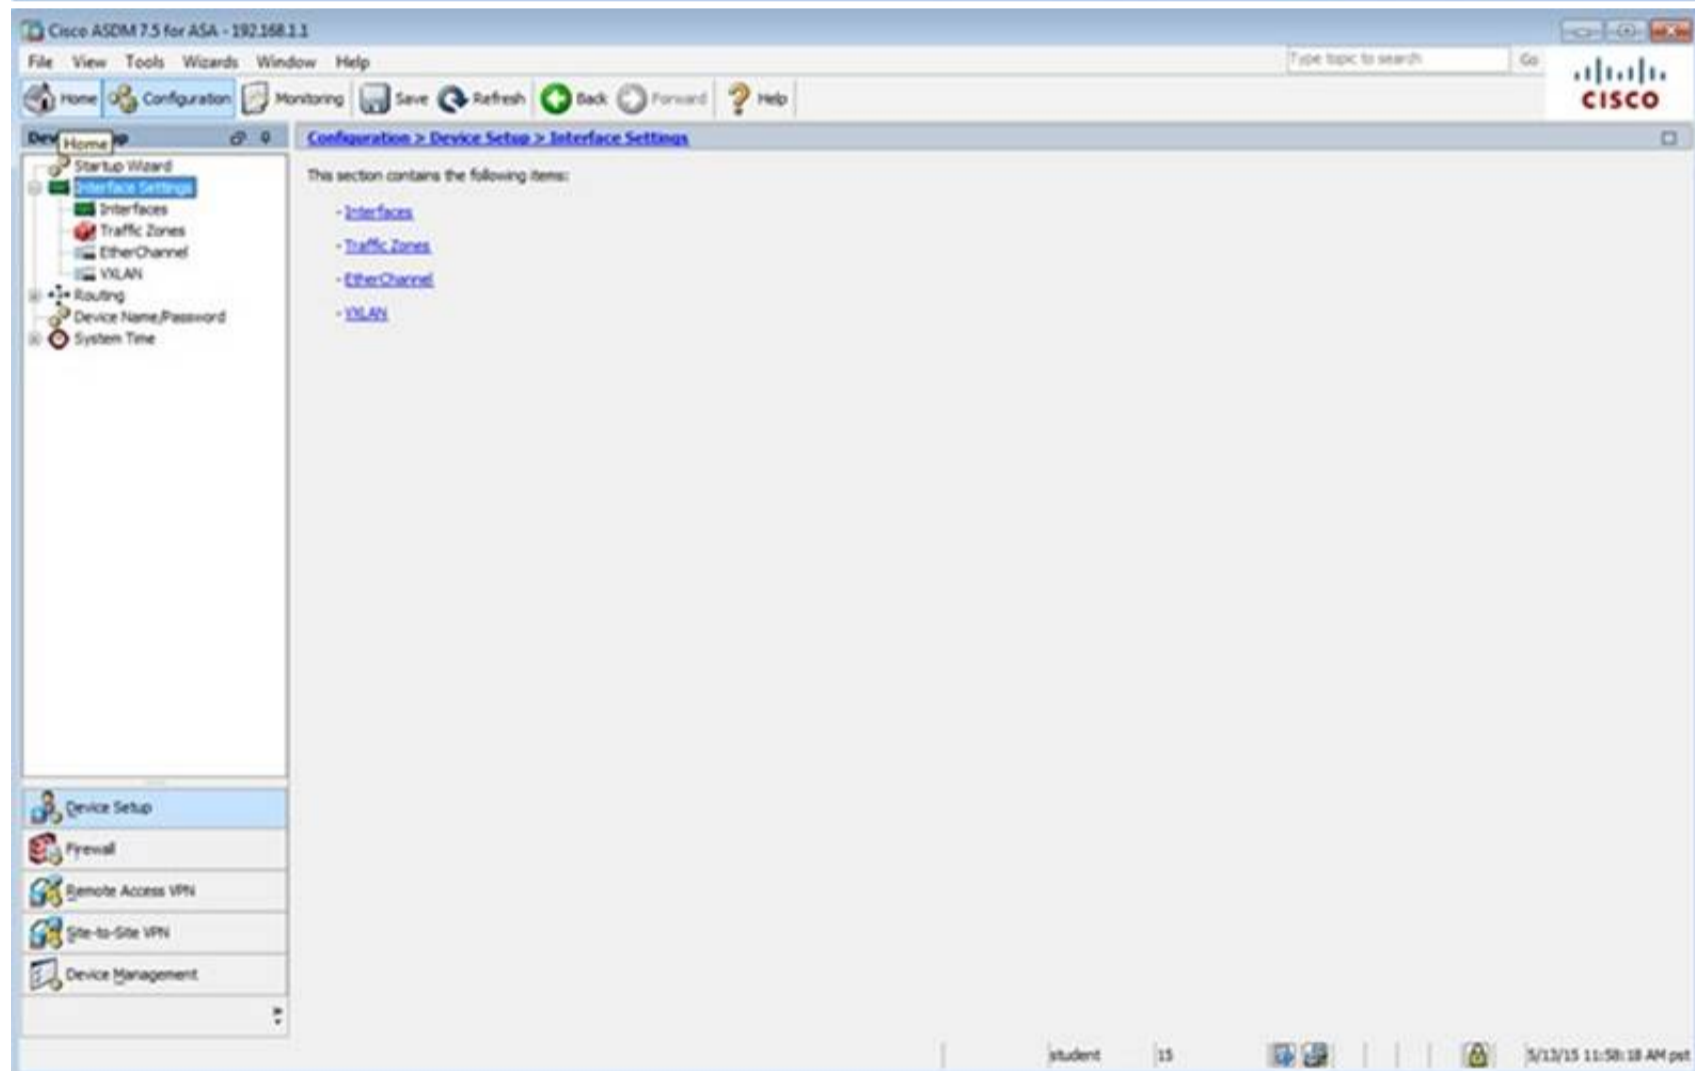 Cisco ASDM 7.5 for ASA - 192.168.1.1
File View Tools Wizards Window Help
Type topic to search Go
Home Configuration Monitoring Save Refresh Back Forward Help
CISCO
Home
Configuration > Device Setup > Interface Settings
Startup Wizard
Interface Settings
Interfaces
Traffic Zones
EtherChannel
VXLAN
Routing
Device Name/Password
System Time
This section contains the following items:
- Interfaces
- Traffic Zones
- EtherChannel
- VXLAN
Device Setup
Firewall
Remote Access VPN
Site-to-Site VPN
Device Management
student 15 5/13/15 11:58:18 AM pst